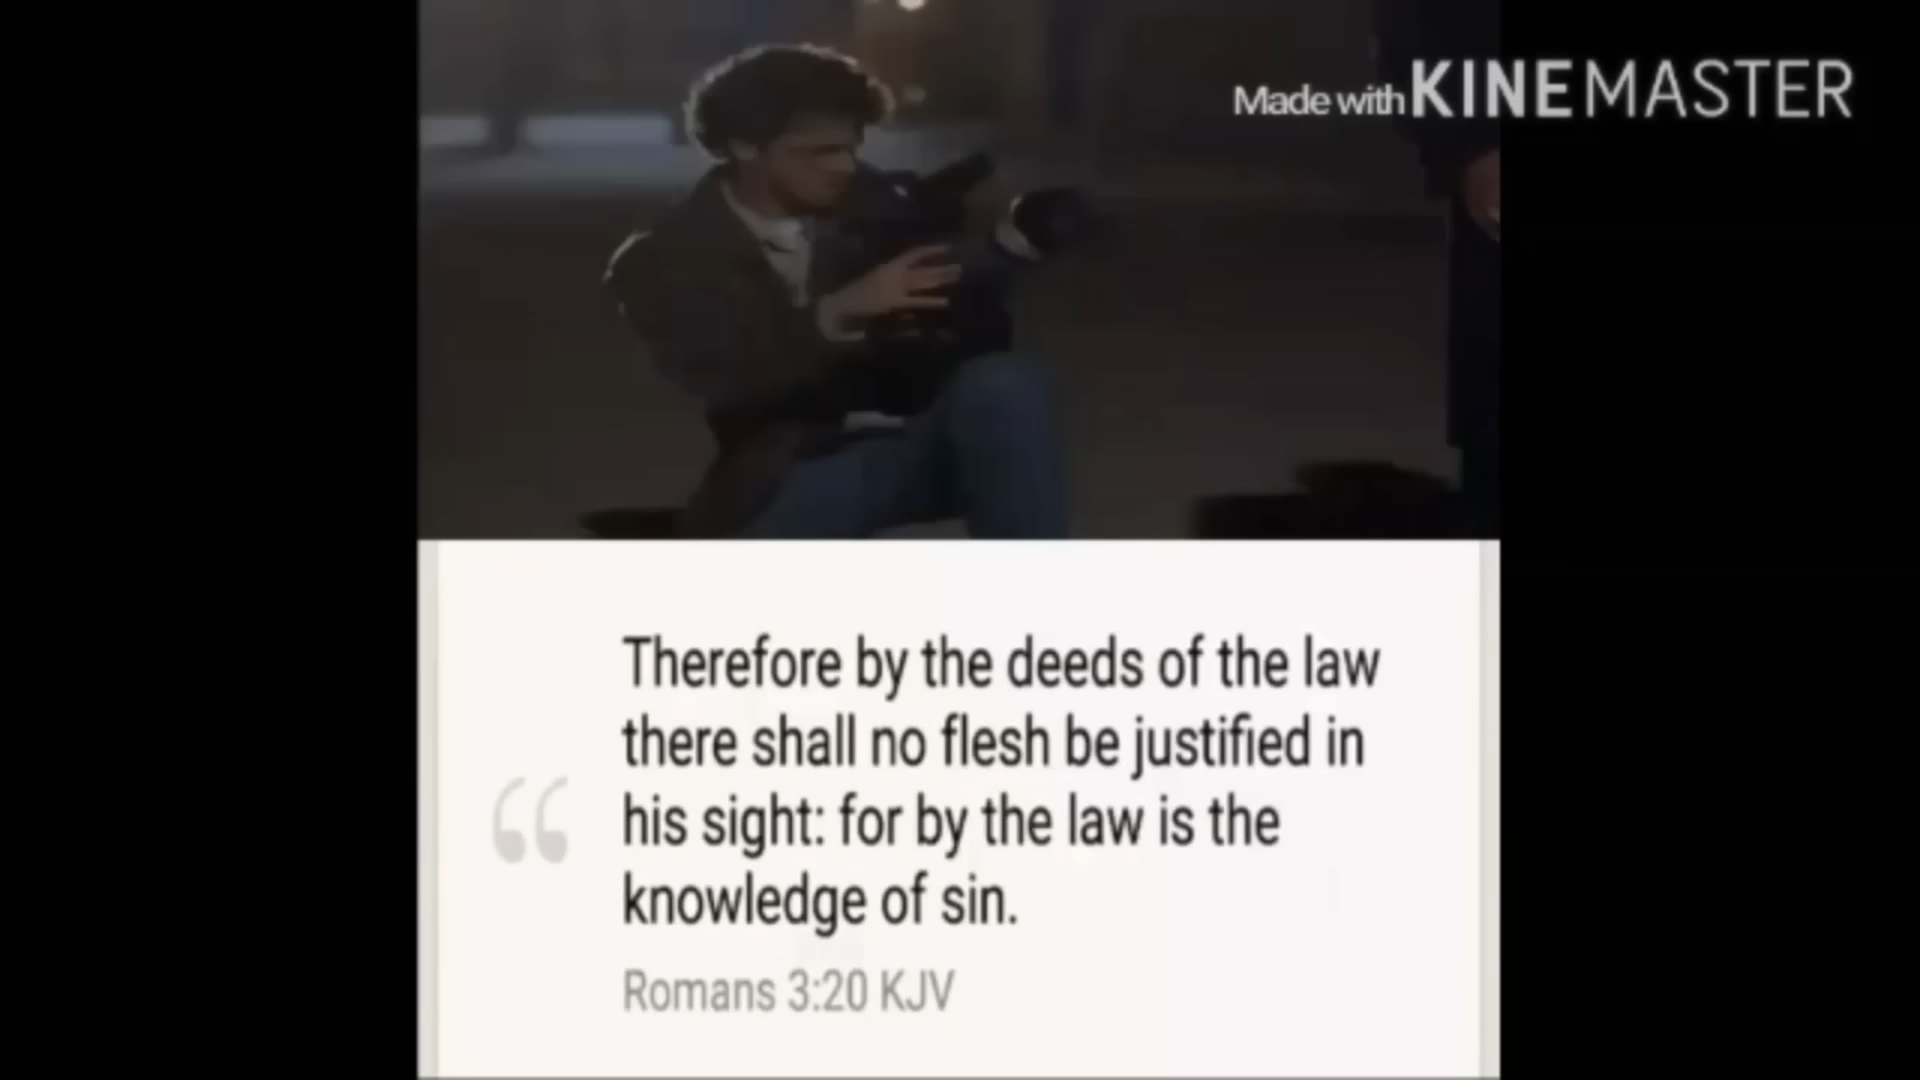 Made with KINEMASTER
“
Therefore by the deeds of the law
there shall no flesh be justified in
his sight: for by the law is the
knowledge of sin.
Romans 3:20 KJV